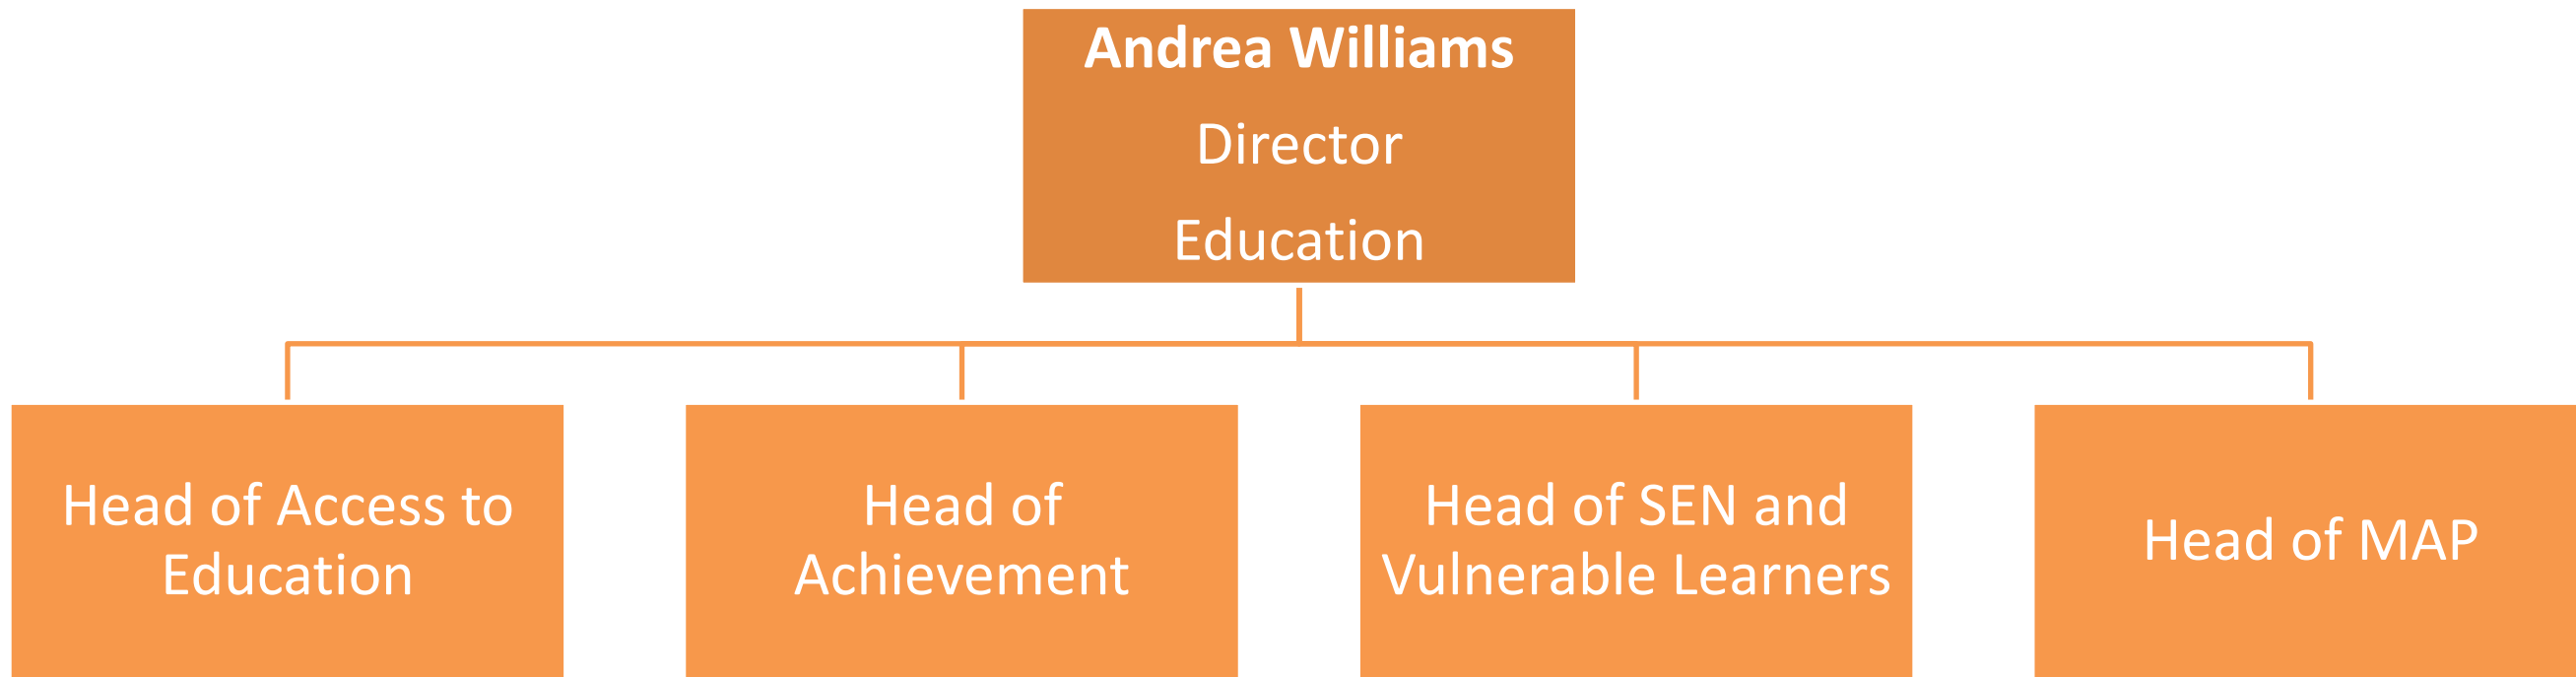 Andrea Williams
Director
Education
Head of Access to
Education
Head of
Achievement
Head of SEN and
Vulnerable Learners
Head of MAP